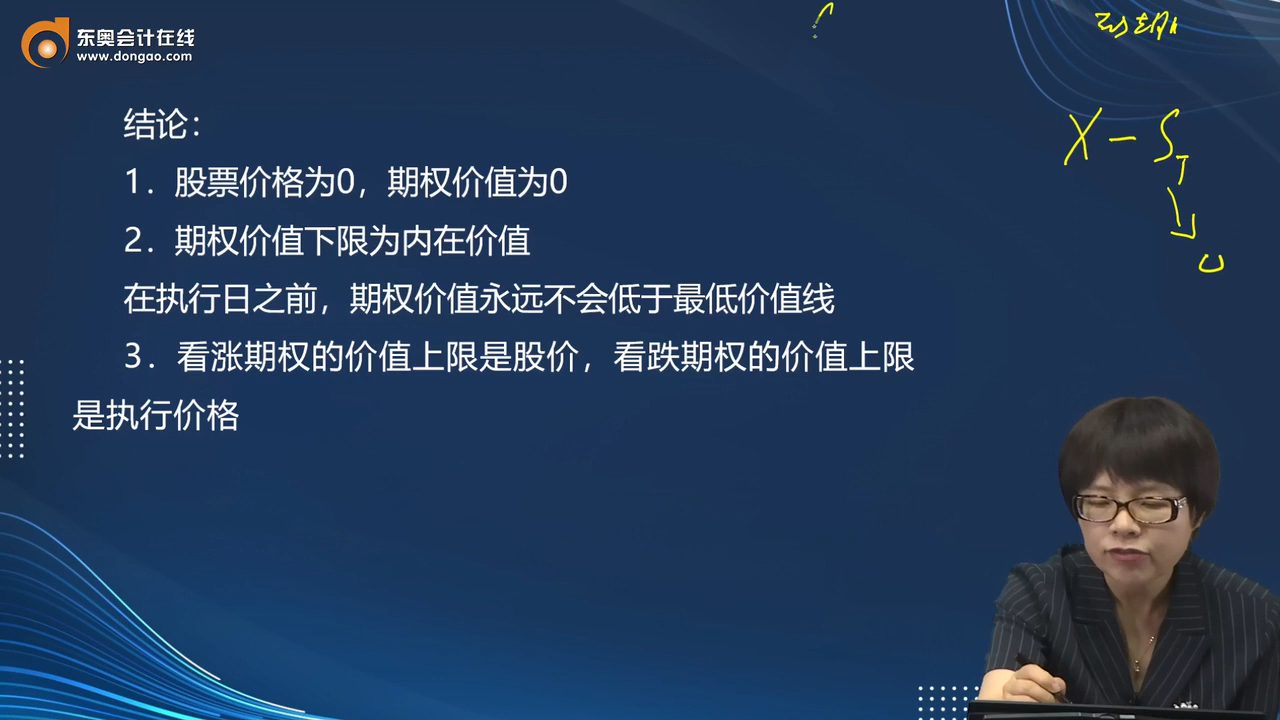 东奥会计在线
www.dongao.com
到期
X - S_T
0
结论：
1．股票价格为0，期权价值为0
2．期权价值下限为内在价值
在执行日之前，期权价值永远不会低于最低价值线
3．看涨期权的价值上限是股价，看跌期权的价值上限
是执行价格